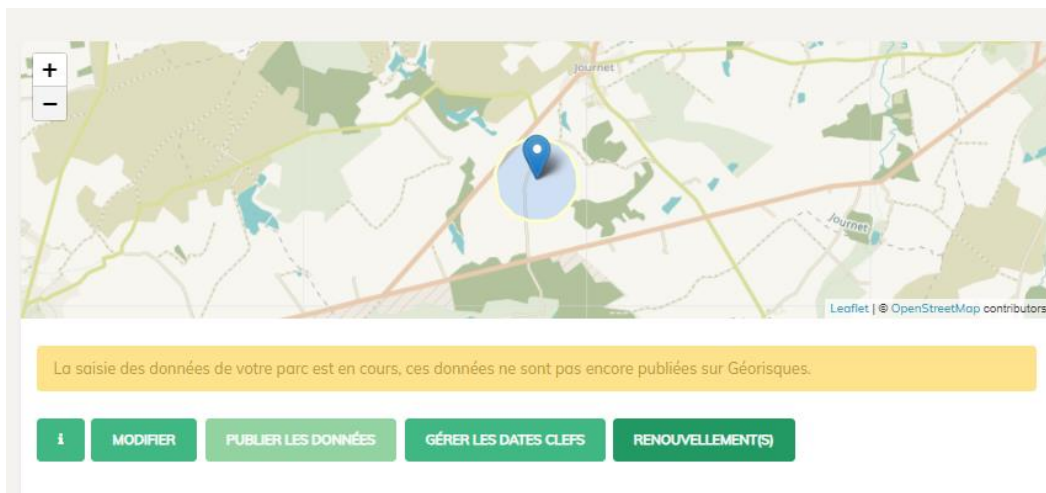 +
Journet
−
Journet
Leaflet | © OpenStreetMap contributors
La saisie des données de votre parc est en cours, ces données ne sont pas encore publiées sur Géorisques.
i MODIFIER PUBLIER LES DONNÉES GÉRER LES DATES CLEFS RENOUVELLEMENT(S)